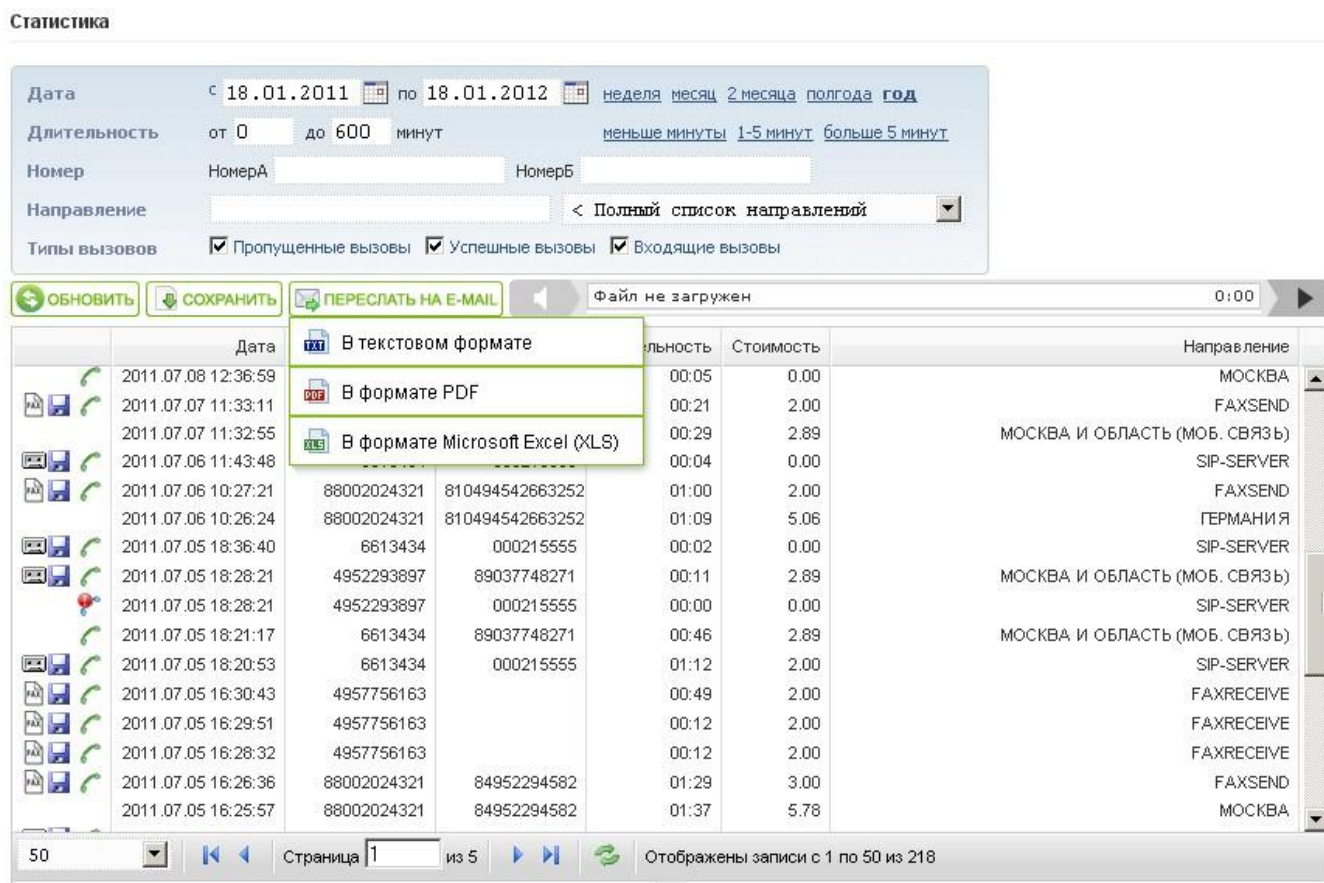 Статистика
Дата с 18.01.2011 по 18.01.2012 неделя месяц 2 месяца полгода год
Длительность от 0 до 600 минут меньше минуты 1-5 минут больше 5 минут
Номер НомерА НомерБ
Направление < Полный список направлений
Типы вызовов Пропущенные вызовы Успешные вызовы Входящие вызовы
ОБНОВИТЬ СОХРАНИТЬ ПЕРЕСЛАТЬ НА E-MAIL Файл не загружен 0:00
Дата льность Стоимость Направление
TXT В текстовом формате
PDF В формате PDF
XLS В формате Microsoft Excel (XLS)
2011.07.08 12:36:59 00:05 0.00 МОСКВА
FAX 2011.07.07 11:33:11 00:21 2.00 FAXSEND
2011.07.07 11:32:55 00:29 2.89 МОСКВА И ОБЛАСТЬ (МОБ. СВЯЗЬ)
2011.07.06 11:43:48 00:04 0.00 SIP-SERVER
FAX 2011.07.06 10:27:21 88002024321 810494542663252 01:00 2.00 FAXSEND
2011.07.06 10:26:24 88002024321 810494542663252 01:09 5.06 ГЕРМАНИЯ
2011.07.05 18:36:40 6613434 000215555 00:02 0.00 SIP-SERVER
2011.07.05 18:28:21 4952293897 89037748271 00:11 2.89 МОСКВА И ОБЛАСТЬ (МОБ. СВЯЗЬ)
2011.07.05 18:28:21 4952293897 000215555 00:00 0.00 SIP-SERVER
2011.07.05 18:21:17 6613434 89037748271 00:46 2.89 МОСКВА И ОБЛАСТЬ (МОБ. СВЯЗЬ)
2011.07.05 18:20:53 6613434 000215555 01:12 2.00 SIP-SERVER
FAX 2011.07.05 16:30:43 4957756163 00:49 2.00 FAXRECEIVE
FAX 2011.07.05 16:29:51 4957756163 00:12 2.00 FAXRECEIVE
FAX 2011.07.05 16:28:32 4957756163 00:12 2.00 FAXRECEIVE
FAX 2011.07.05 16:26:36 88002024321 84952294582 01:29 3.00 FAXSEND
2011.07.05 16:25:57 88002024321 84952294582 01:37 5.78 МОСКВА
50 Страница 1 из 5 Отображены записи с 1 по 50 из 218